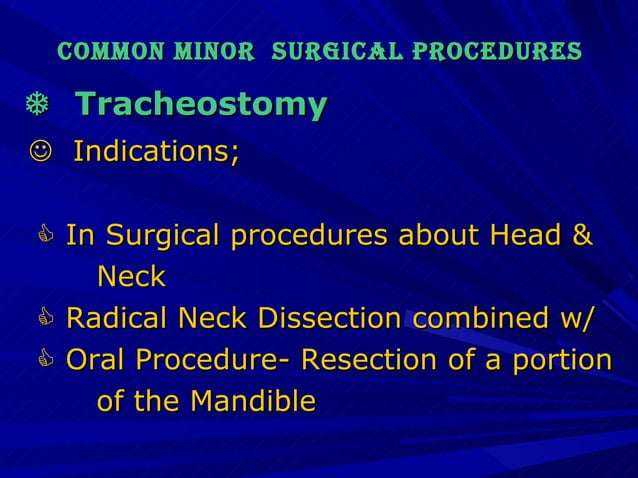 COMMON MINOR SURGICAL PROCEDURES
❄ Tracheostomy
☺ Indications;
In Surgical procedures about Head &
Neck
Radical Neck Dissection combined w/
Oral Procedure- Resection of a portion
of the Mandible